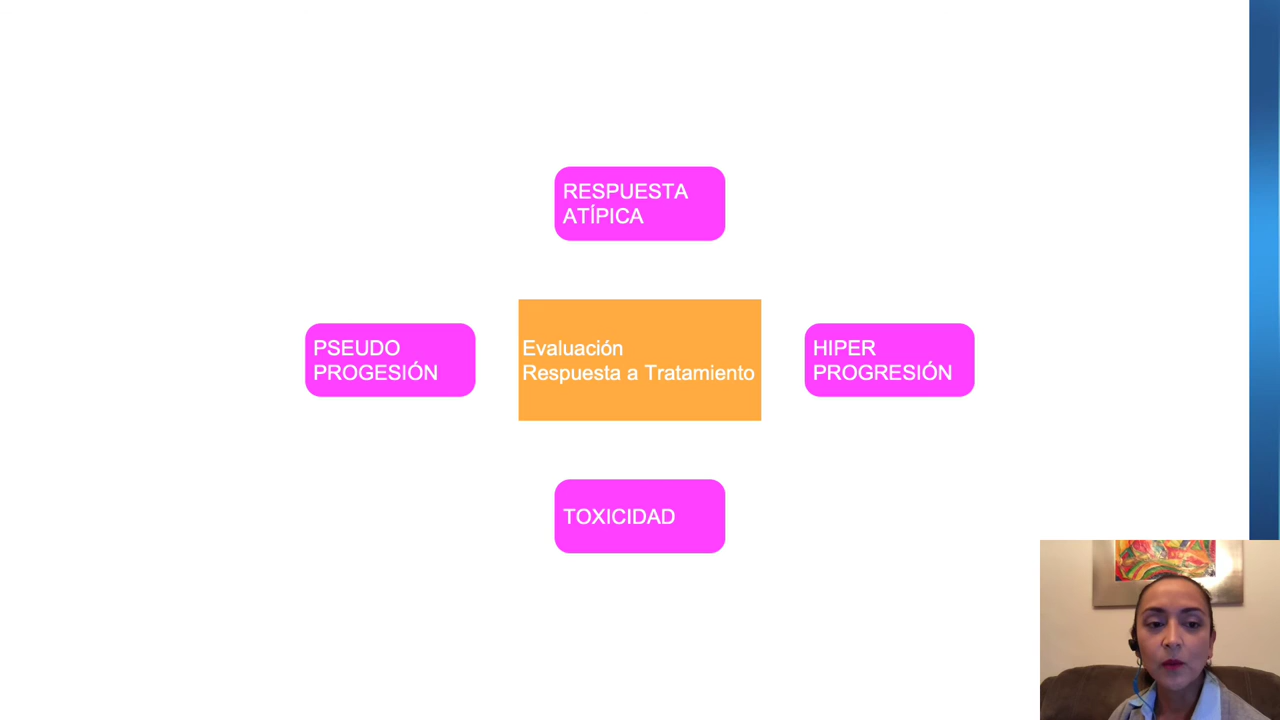 RESPUESTA
ATÍPICA
PSEUDO
PROGESIÓN
Evaluación
Respuesta a Tratamiento
HIPER
PROGRESIÓN
TOXICIDAD